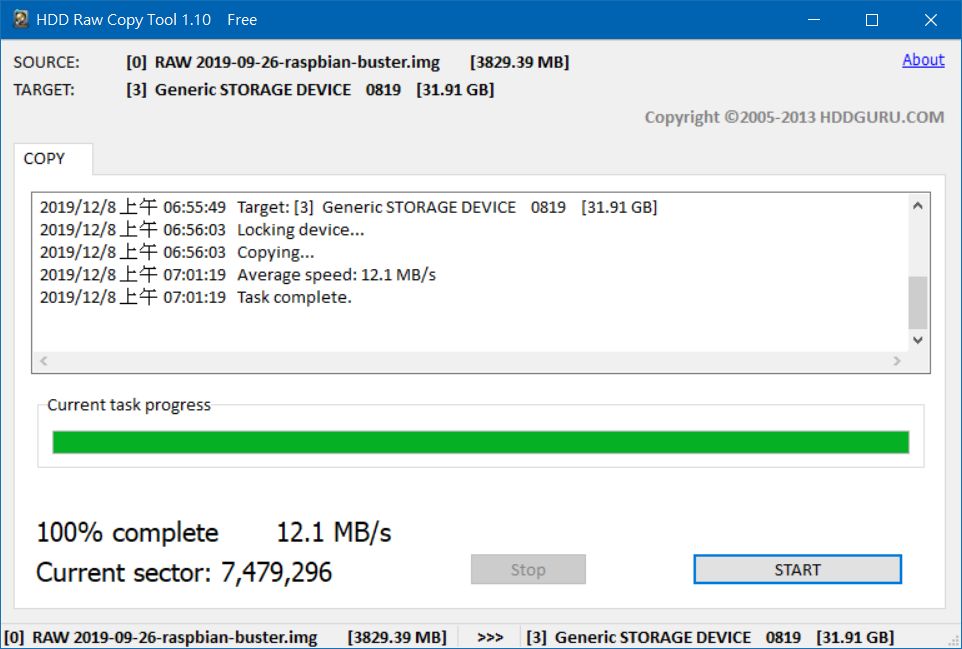 HDD Raw Copy Tool 1.10 Free
SOURCE: [0] RAW 2019-09-26-raspbian-buster.img [3829.39 MB] About
TARGET: [3] Generic STORAGE DEVICE 0819 [31.91 GB]
Copyright ©2005-2013 HDDGURU.COM
COPY
2019/12/8 上午 06:55:49 Target: [3] Generic STORAGE DEVICE 0819 [31.91 GB]
2019/12/8 上午 06:56:03 Locking device...
2019/12/8 上午 06:56:03 Copying...
2019/12/8 上午 07:01:19 Average speed: 12.1 MB/s
2019/12/8 上午 07:01:19 Task complete.
Current task progress
100% complete 12.1 MB/s
Current sector: 7,479,296
Stop START
[0] RAW 2019-09-26-raspbian-buster.img [3829.39 MB] >>> [3] Generic STORAGE DEVICE 0819 [31.91 GB]